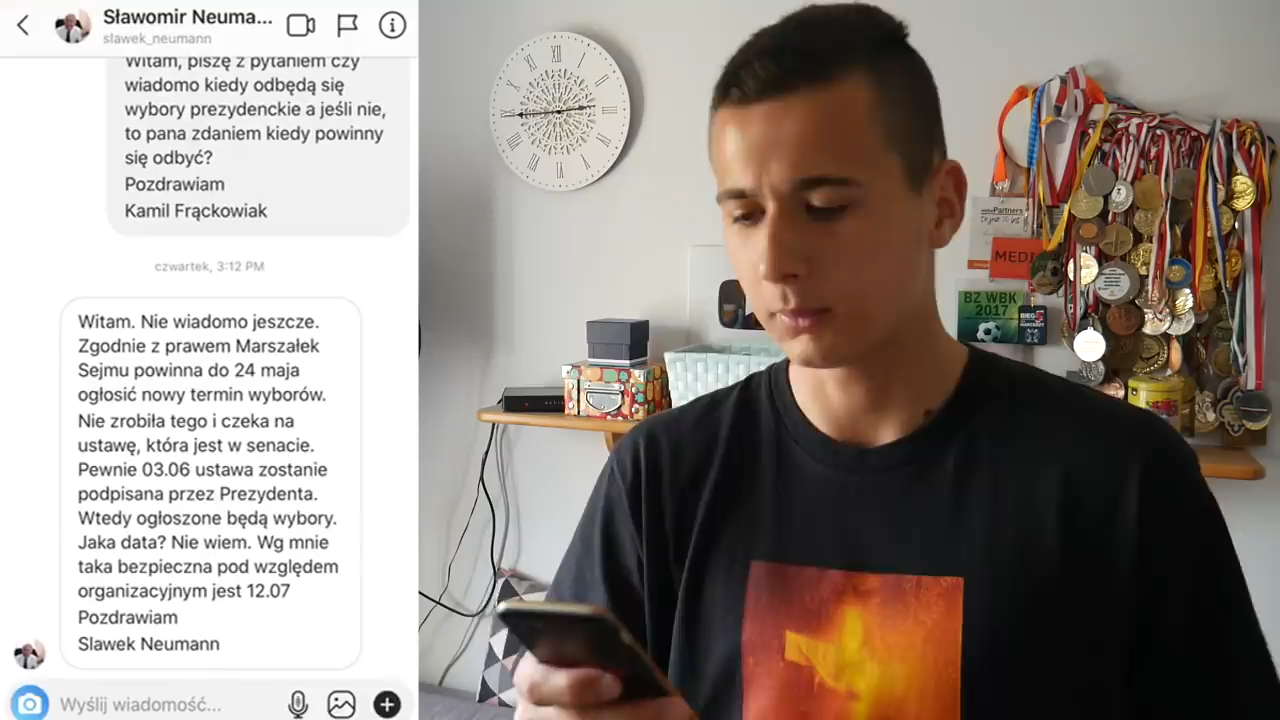 Sławomir Neuma...
slawek_neumann
Witam, piszę z pytaniem czy
wiadomo kiedy odbędą się
wybory prezydenckie a jeśli nie,
to pana zdaniem kiedy powinny
się odbyć?
Pozdrawiam
Kamil Frąckowiak
czwartek, 3:12 PM
Witam. Nie wiadomo jeszcze.
Zgodnie z prawem Marszałek
Sejmu powinna do 24 maja
ogłosić nowy termin wyborów.
Nie zrobiła tego i czeka na
ustawę, która jest w senacie.
Pewnie 03.06 ustawa zostanie
podpisana przez Prezydenta.
Wtedy ogłoszone będą wybory.
Jaka data? Nie wiem. Wg mnie
taka bezpieczna pod względem
organizacyjnym jest 12.07
Pozdrawiam
Slawek Neumann
Wyślij wiadomość...
Partners
MEDI
BZ WBK
2017
BIEG